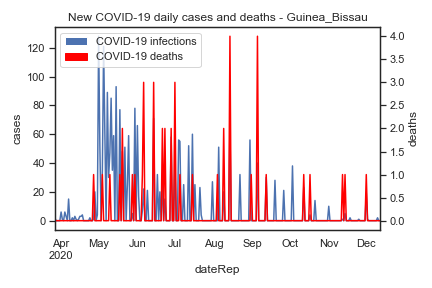 New COVID-19 daily cases and deaths - Guinea_Bissau
COVID-19 infections
COVID-19 deaths
120
100
80
60
40
20
0
cases
4.0
3.5
3.0
2.5
2.0
1.5
1.0
0.5
0.0
deaths
Apr May Jun Jul Aug Sep Oct Nov Dec
2020
dateRep